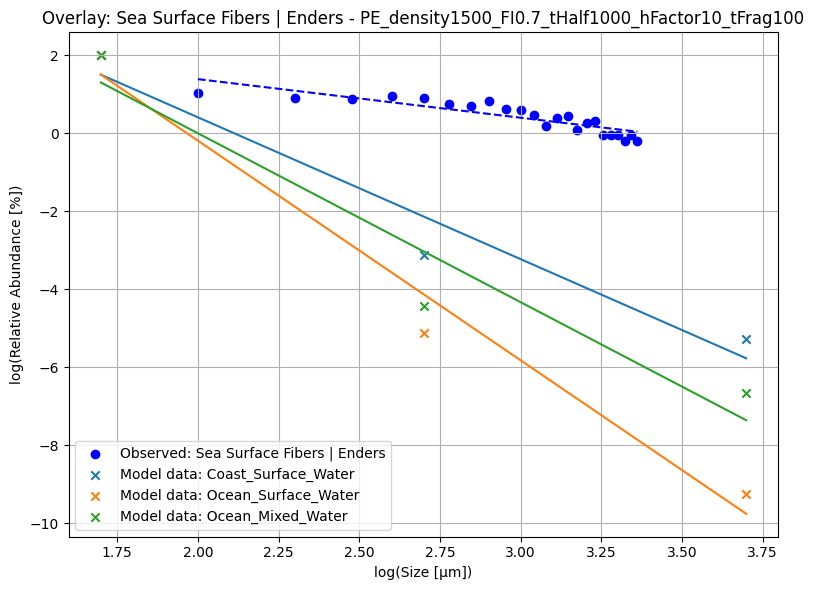 Overlay: Sea Surface Fibers | Enders - PE_density1500_FI0.7_tHalf1000_hFactor10_tFrag100
log(Relative Abundance [%])
2
0
−2
−4
−6
−8
−10
Observed: Sea Surface Fibers | Enders
Model data: Coast_Surface_Water
Model data: Ocean_Surface_Water
Model data: Ocean_Mixed_Water
1.75 2.00 2.25 2.50 2.75 3.00 3.25 3.50 3.75
log(Size [μm])